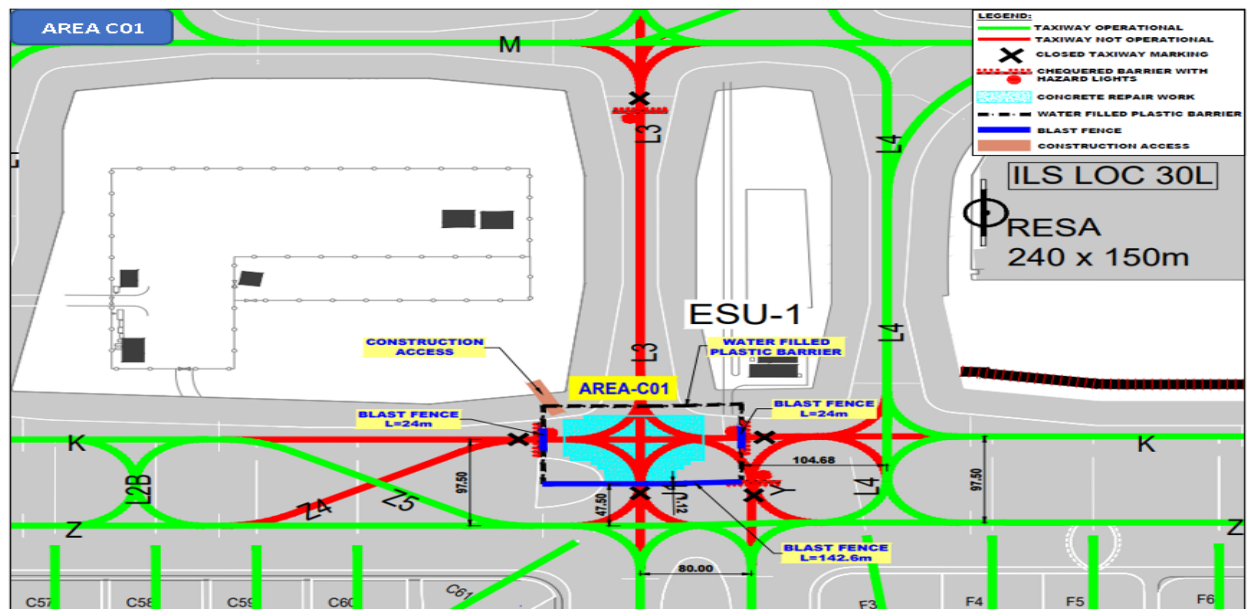 AREA C01
M
LEGEND:
TAXIWAY OPERATIONAL
TAXIWAY NOT OPERATIONAL
CLOSED TAXIWAY MARKING
CHEQUERED BARRIER WITH
HAZARD LIGHTS
CONCRETE REPAIR WORK
WATER FILLED PLASTIC BARRIER
BLAST FENCE
CONSTRUCTION ACCESS
L3
L4
ILS LOC 30L
RESA
240 x 150m
ESU-1
L3
L4
CONSTRUCTION
ACCESS
WATER FILLED
PLASTIC BARRIER
AREA-C01
BLAST FENCE
L=24m
BLAST FENCE
L=24m
K
K
104.68
97.50
97.50
L2B
Z4
Z5
47.50
Y
L4
Z
Z
BLAST FENCE
L=142.6m
80.00
C57
C58
C59
C60
C61
F3
F4
F5
F6